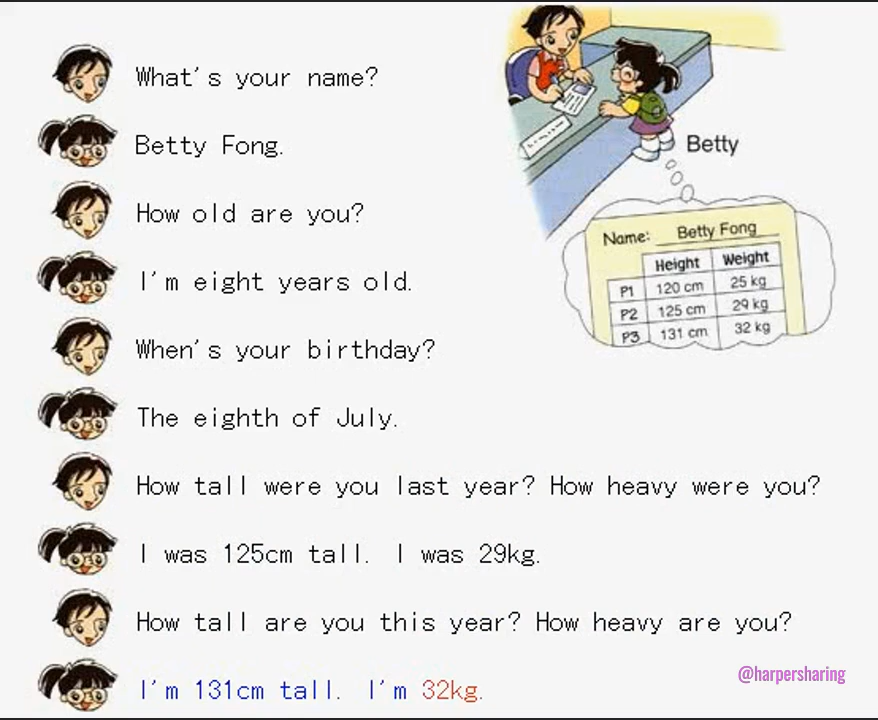 What's your name?
Betty Fong.
How old are you?
I'm eight years old.
When's your birthday?
The eighth of July.
How tall were you last year? How heavy were you?
I was 125cm tall. I was 29kg.
How tall are you this year? How heavy are you?
I'm 131cm tall. I'm 32kg.
Betty
Name: Betty Fong
Height Weight
P1 120 cm 25 kg
P2 125 cm 29 kg
P3 131 cm 32 kg
@harpersharing